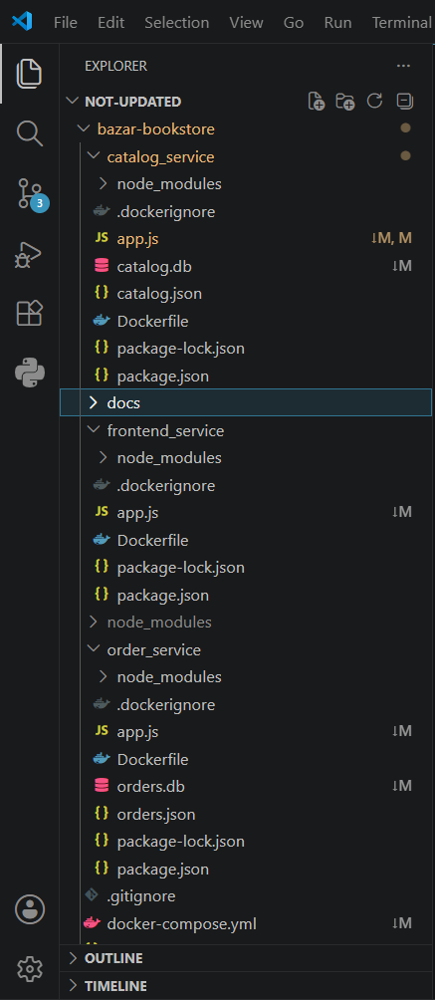 File Edit Selection View Go Run Terminal
EXPLORER
NOT-UPDATED
bazar-bookstore
catalog_service
node_modules
.dockerignore
JS app.js ↓M, M
catalog.db ↓M
{} catalog.json
Dockerfile
{} package-lock.json
{} package.json
docs
frontend_service
node_modules
.dockerignore
JS app.js ↓M
Dockerfile
{} package-lock.json
{} package.json
node_modules
order_service
node_modules
.dockerignore
JS app.js ↓M
Dockerfile
orders.db ↓M
{} orders.json
{} package-lock.json
{} package.json
.gitignore
docker-compose.yml ↓M
OUTLINE
TIMELINE
3